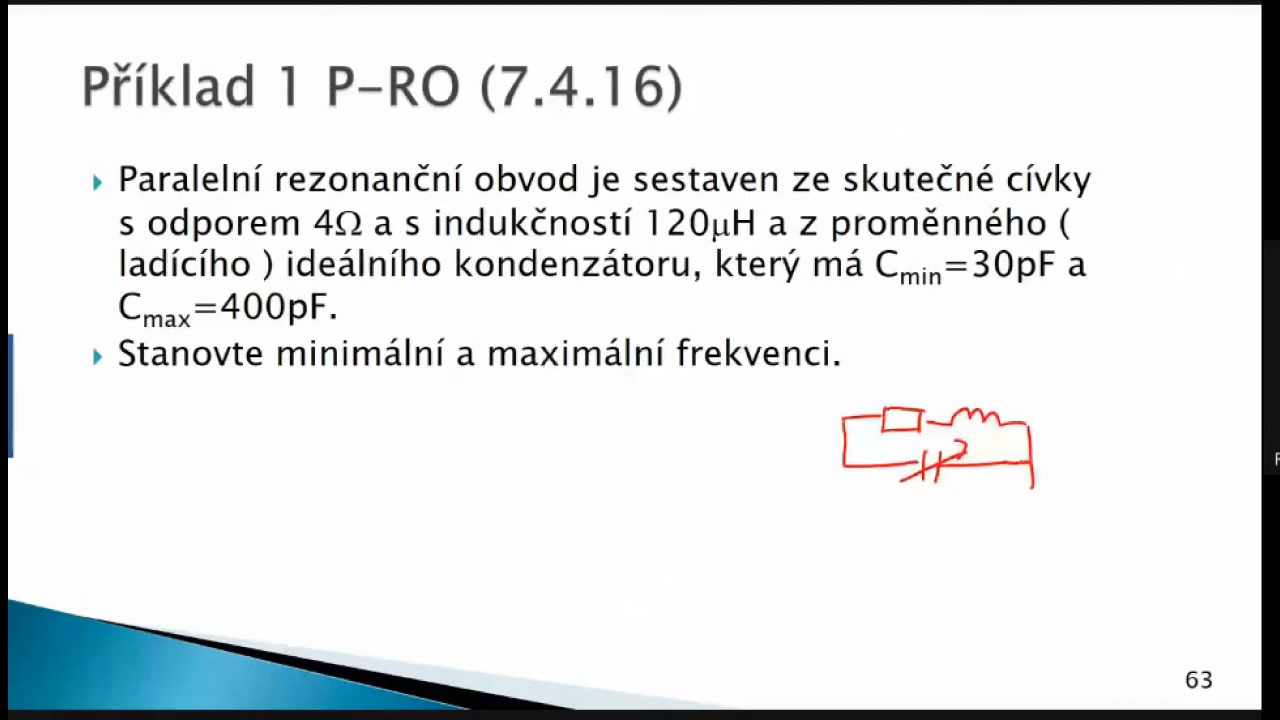 Příklad 1 P-RO (7.4.16)
Paralelní rezonanční obvod je sestaven ze skutečné cívky
s odporem 4Ω a s indukčností 120μH a z proměnného (
ladícího ) ideálního kondenzátoru, který má Cmin=30pF a
Cmax=400pF.
Stanovte minimální a maximální frekvenci.
63